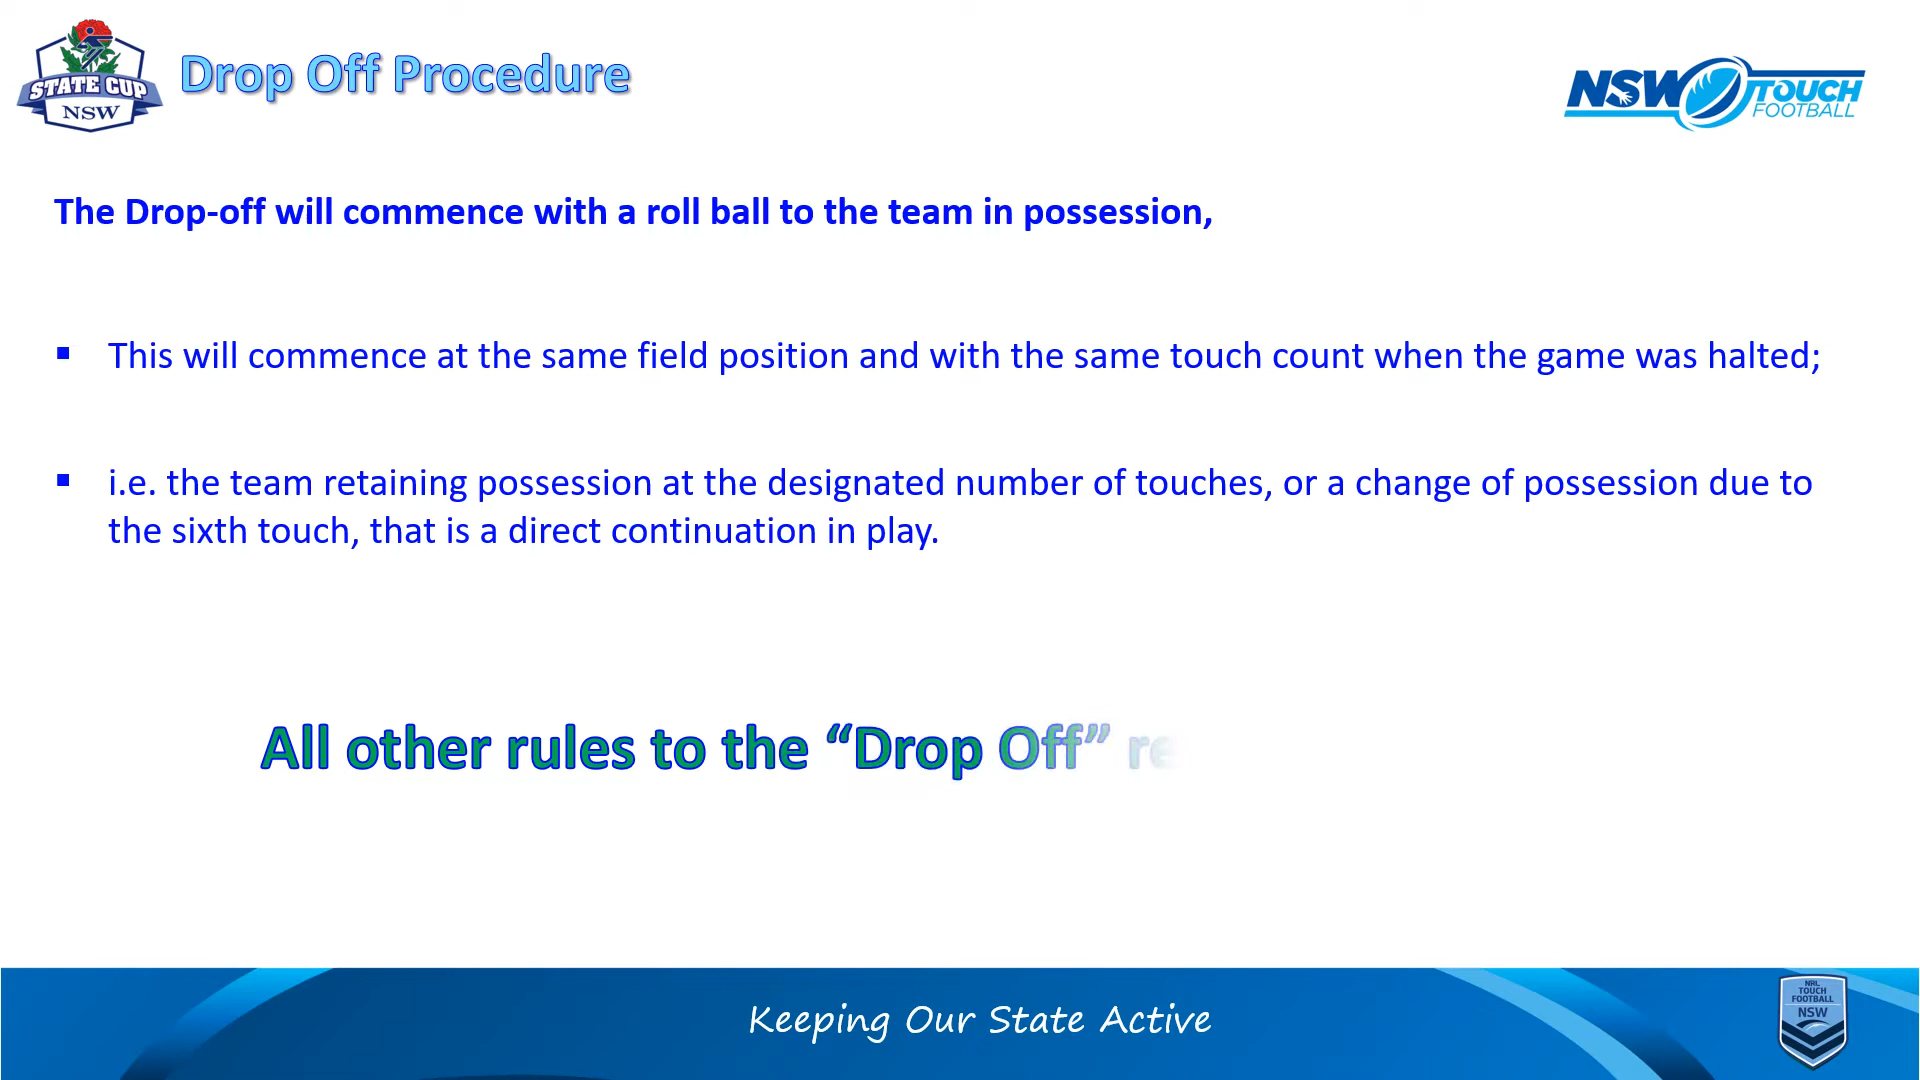 STATE CUP
NSW
Drop Off Procedure
NSW TOUCH
FOOTBALL
The Drop-off will commence with a roll ball to the team in possession,
▪ This will commence at the same field position and with the same touch count when the game was halted;
▪ i.e. the team retaining possession at the designated number of touches, or a change of possession due to
the sixth touch, that is a direct continuation in play.
All other rules to the “Drop Off”
Keeping Our State Active
NRL
TOUCH
FOOTBALL
NSW